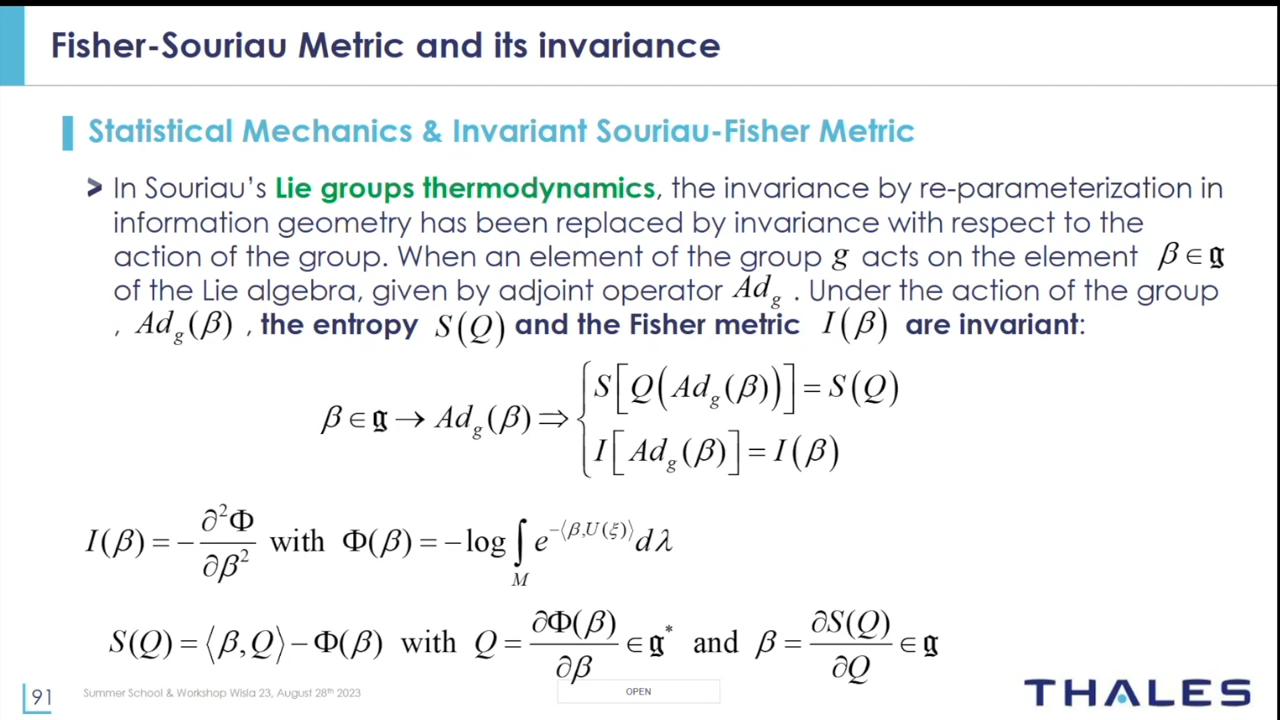 Fisher-Souriau Metric and its invariance
Statistical Mechanics & Invariant Souriau-Fisher Metric
In Souriau's Lie groups thermodynamics, the invariance by re-parameterization in
information geometry has been replaced by invariance with respect to the
action of the group. When an element of the group g acts on the element β ∈ 𝔤
of the Lie algebra, given by adjoint operator Ad_g . Under the action of the group
, Ad_g(β) , the entropy S(Q) and the Fisher metric I(β) are invariant:
β ∈ 𝔤 → Ad_g(β) ⇒ { S[Q(Ad_g(β))] = S(Q)
I[Ad_g(β)] = I(β)
I(β) = −∂²Φ/∂β² with Φ(β) = −log ∫_M e^{−⟨β,U(ξ)⟩} dλ
S(Q) = ⟨β,Q⟩ − Φ(β) with Q = ∂Φ(β)/∂β ∈ 𝔤* and β = ∂S(Q)/∂Q ∈ 𝔤
91
Summer School & Workshop Wisla 23, August 28th 2023
OPEN
THALES